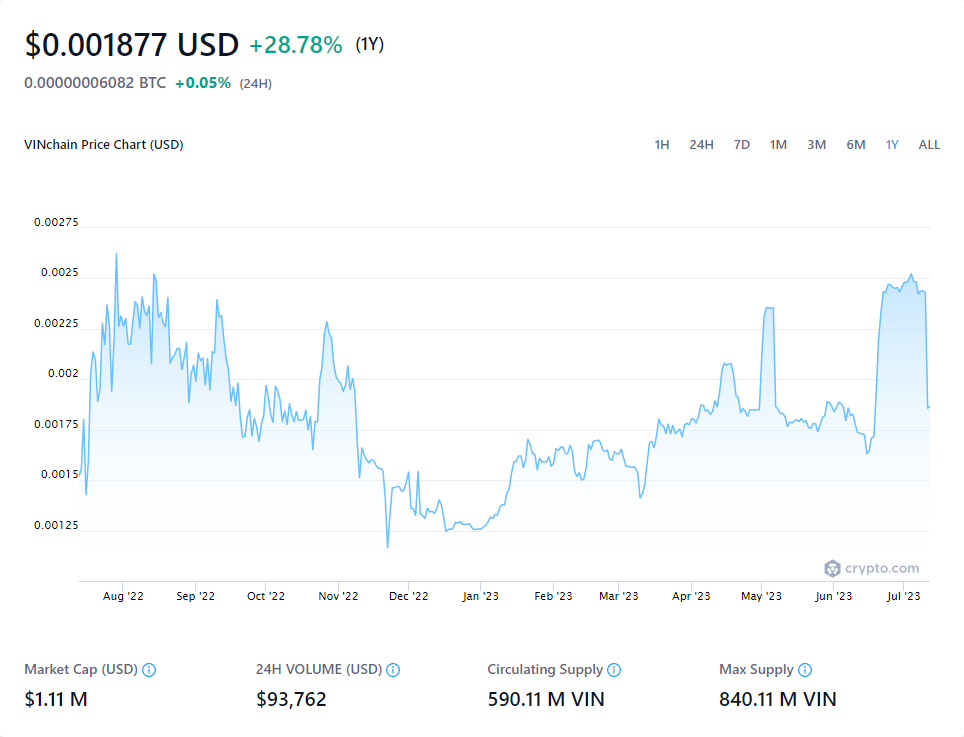 $0.001877 USD +28.78% (1Y)
0.00000006082 BTC +0.05% (24H)
VINchain Price Chart (USD) 1H 24H 7D 1M 3M 6M 1Y ALL
0.00275
0.0025
0.00225
0.002
0.00175
0.0015
0.00125
crypto.com
Aug '22 Sep '22 Oct '22 Nov '22 Dec '22 Jan '23 Feb '23 Mar '23 Apr '23 May '23 Jun '23 Jul '23
Market Cap (USD) 24H VOLUME (USD) Circulating Supply Max Supply
$1.11 M $93,762 590.11 M VIN 840.11 M VIN